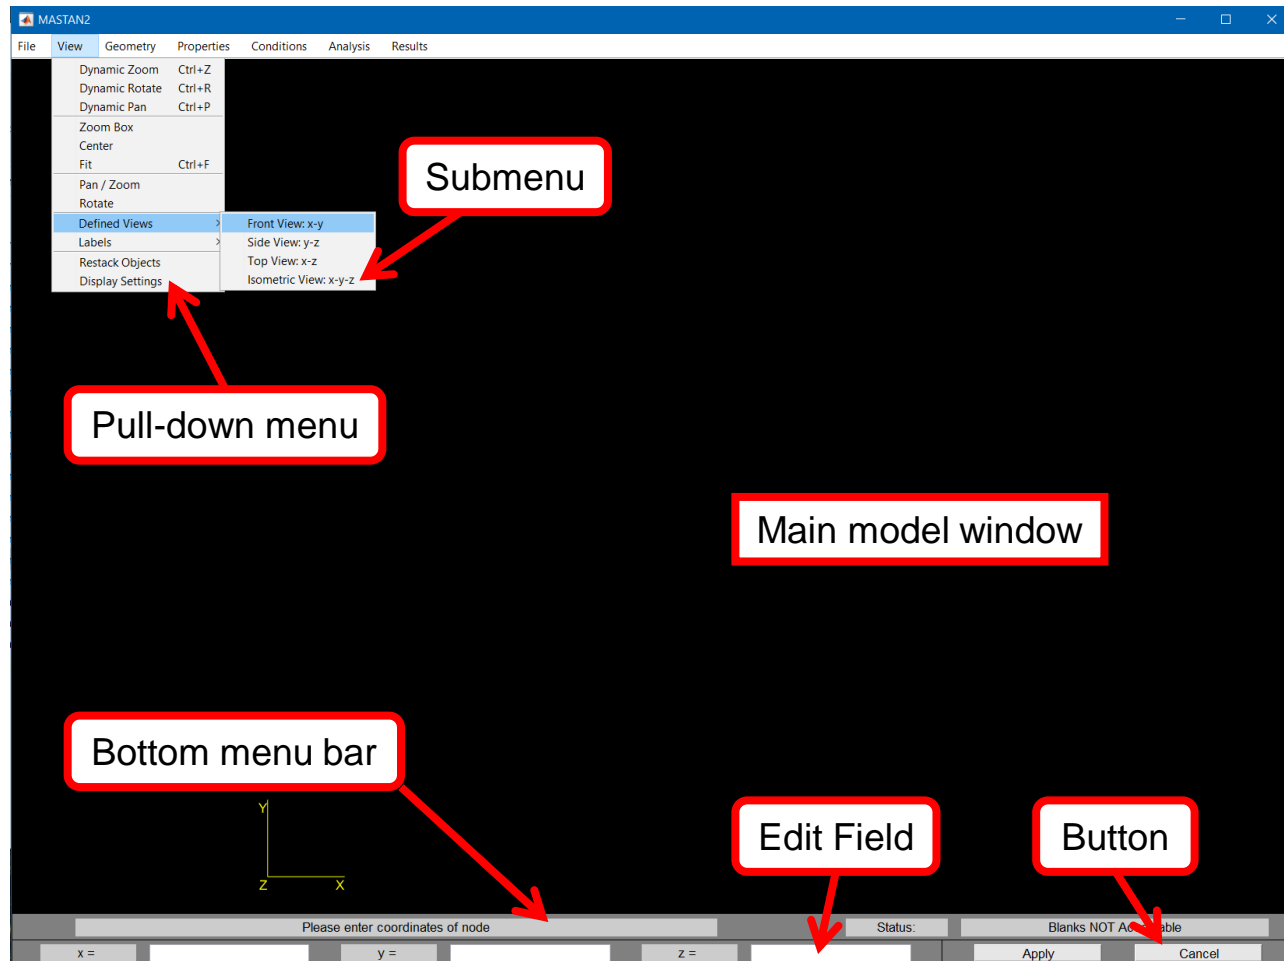 MASTAN2
File View Geometry Properties Conditions Analysis Results
Dynamic Zoom Ctrl+Z
Dynamic Rotate Ctrl+R
Dynamic Pan Ctrl+P
Zoom Box
Center
Fit Ctrl+F
Pan / Zoom
Rotate
Defined Views >
Labels >
Restack Objects
Display Settings
Front View: x-y
Side View: y-z
Top View: x-z
Isometric View: x-y-z
Submenu
Pull-down menu
Main model window
Bottom menu bar
Edit Field
Button
Y
Z X
Please enter coordinates of node Status: Blanks NOT Acceptable
x = y = z = Apply Cancel